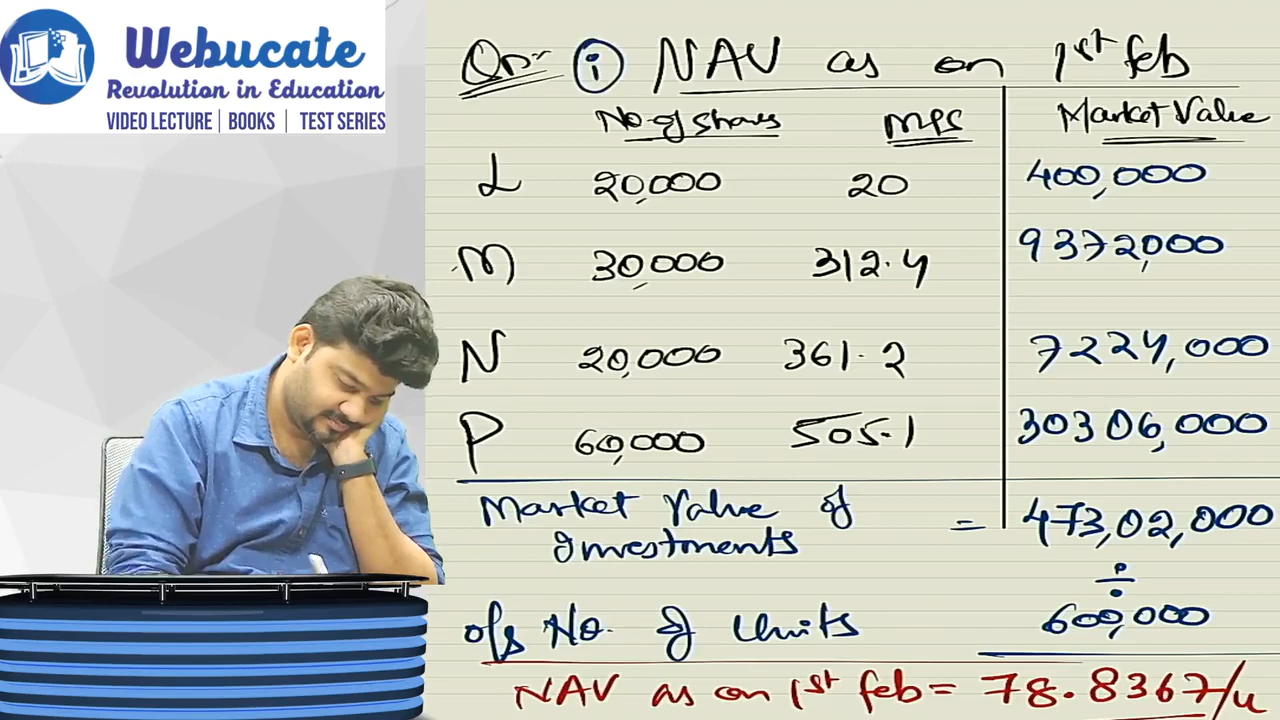 Webucate
Revolution in Education
VIDEO LECTURE | BOOKS | TEST SERIES
Qn:- (i) NAV as on 1st feb
No. of shares MPS Market Value
L 20,000 20 400,000
M 30,000 312.4 9372,000
N 20,000 361.2 7224,000
P 60,000 505.1 30306,000
Market Value of
Investments = 473,02,000
÷
o/s No. of Units 600,000
NAV as on 1st feb = 78.8367/u